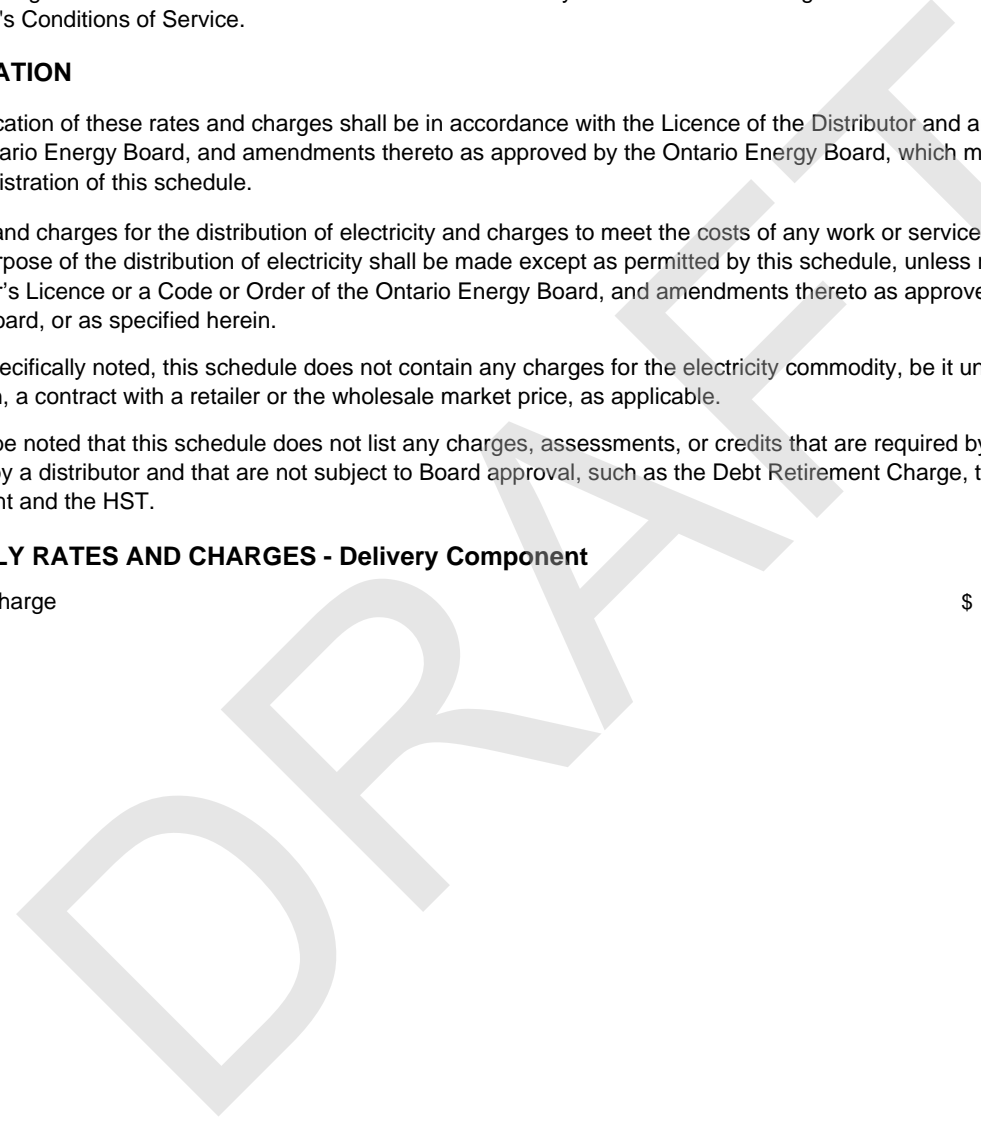 's Conditions of Service.
ATION
cation of these rates and charges shall be in accordance with the Licence of the Distributor and a
tario Energy Board, and amendments thereto as approved by the Ontario Energy Board, which m
istration of this schedule.
and charges for the distribution of electricity and charges to meet the costs of any work or service
rpose of the distribution of electricity shall be made except as permitted by this schedule, unless
r’s Licence or a Code or Order of the Ontario Energy Board, and amendments thereto as approve
oard, or as specified herein.
ecifically noted, this schedule does not contain any charges for the electricity commodity, be it un
, a contract with a retailer or the wholesale market price, as applicable.
be noted that this schedule does not list any charges, assessments, or credits that are required by
by a distributor and that are not subject to Board approval, such as the Debt Retirement Charge, t
nt and the HST.
LY RATES AND CHARGES - Delivery Component
harge $
DRAFT